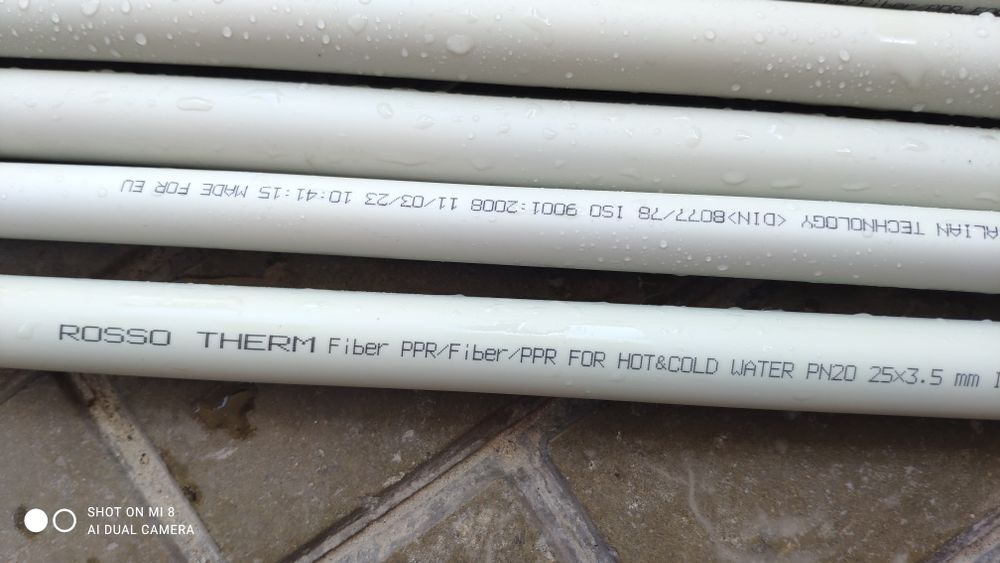 Fiber/PPR
ALIAN TECHNOLOGY <DIN>8077/78 ISO 9001:2008 11/03/23 10:41:15 MADE FOR EU
ROSSO THERM Fiber PPR/Fiber/PPR FOR HOT&COLD WATER PN20 25x3.5 mm I
SHOT ON MI 8
AI DUAL CAMERA